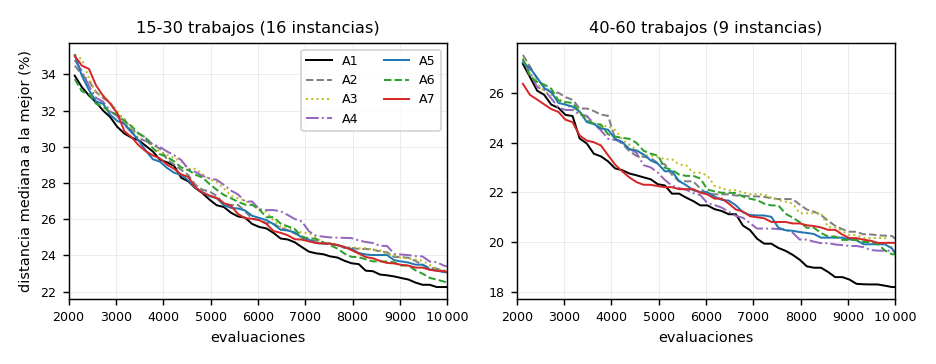 15-30 trabajos (16 instancias)
distancia mediana a la mejor (%)
34
32
30
28
26
24
22
2000 3000 4000 5000 6000 7000 8000 9000 10 000
evaluaciones
A1
A2
A3
A4
A5
A6
A7
40-60 trabajos (9 instancias)
26
24
22
20
18
2000 3000 4000 5000 6000 7000 8000 9000 10 000
evaluaciones